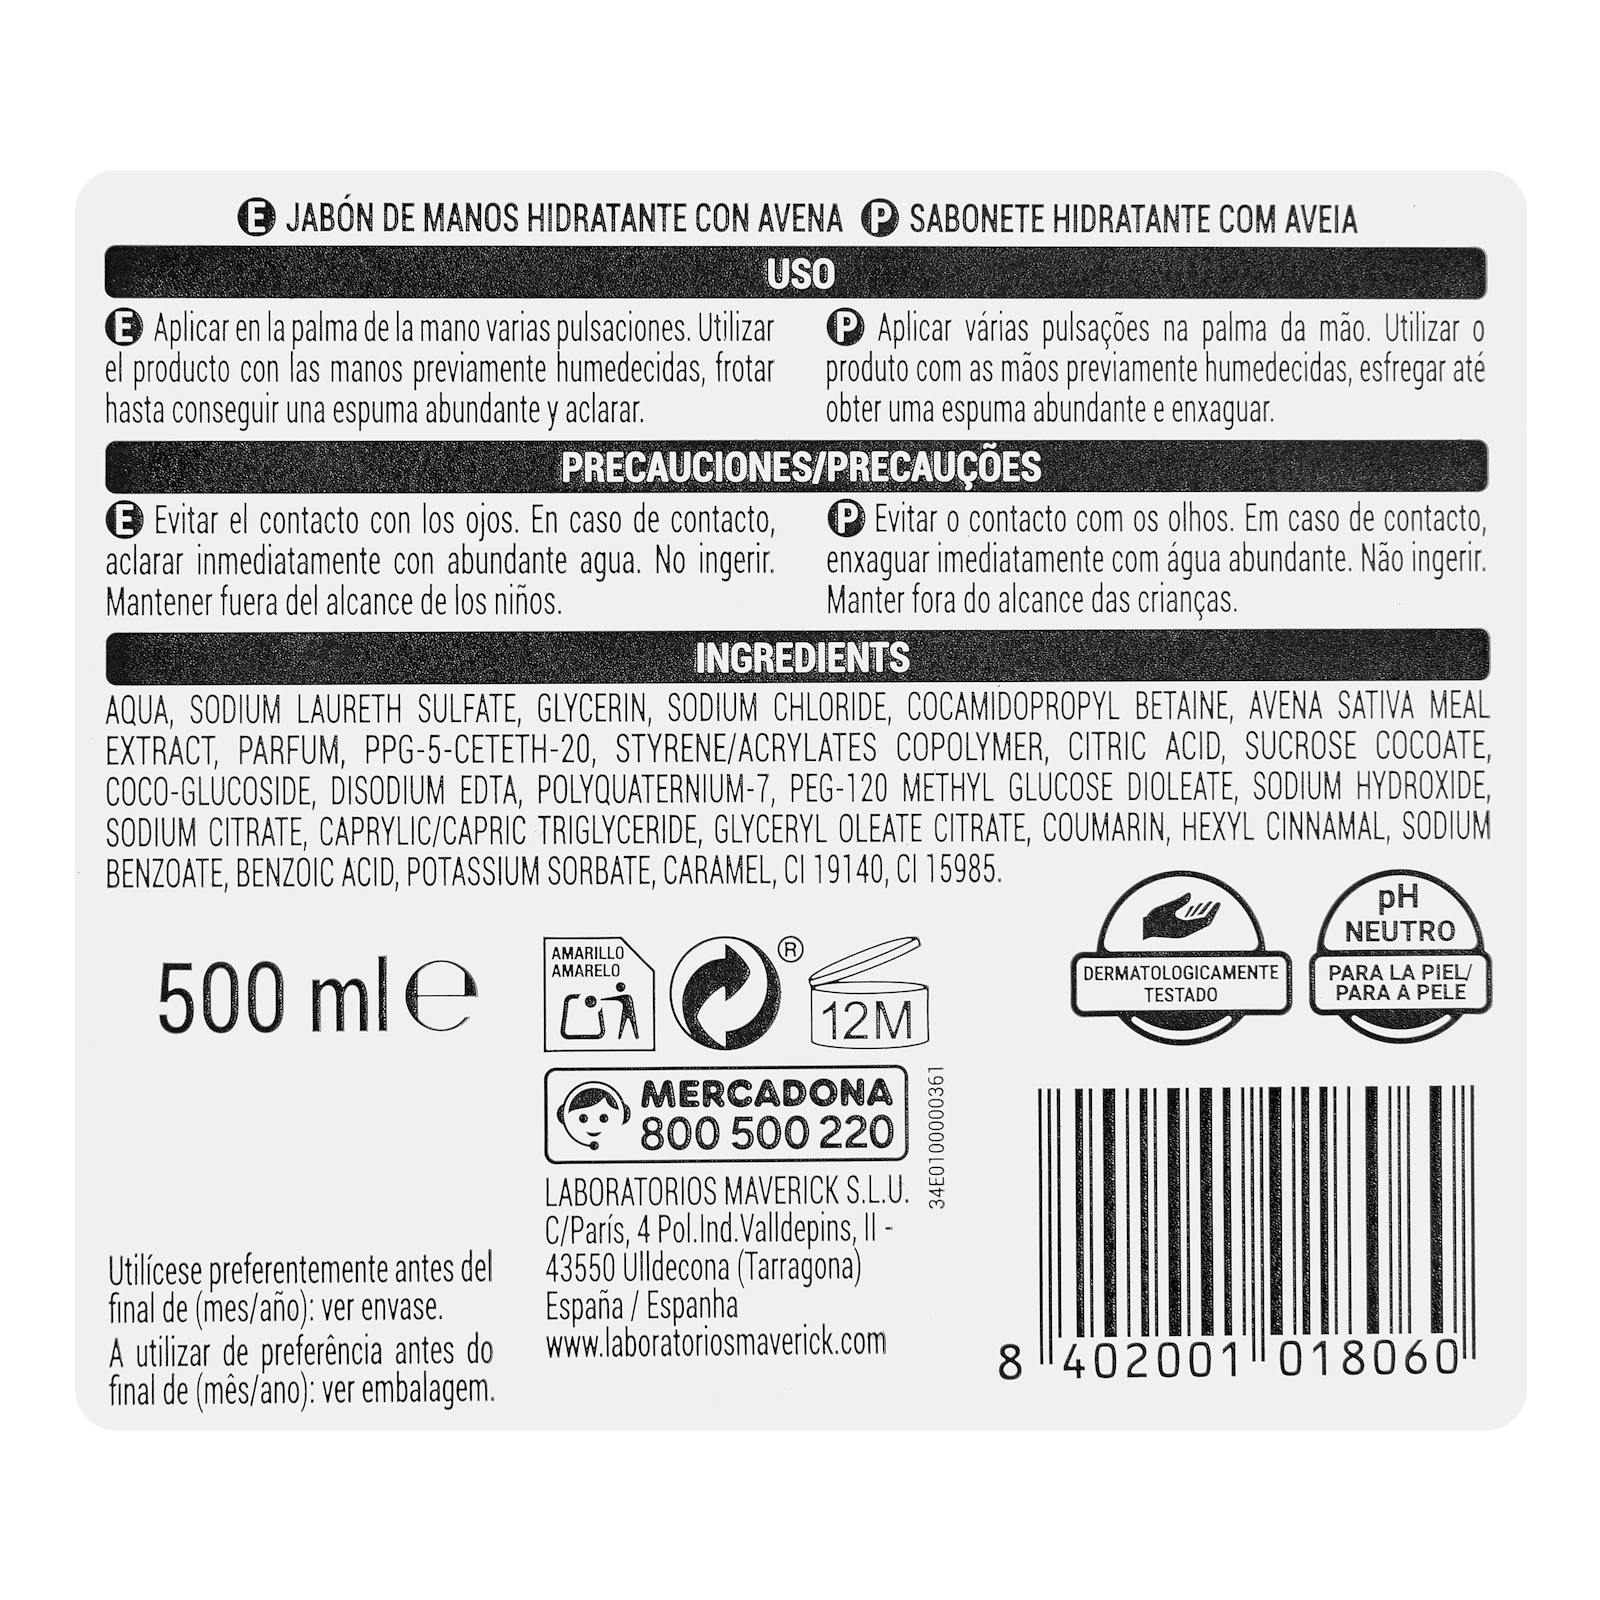 E JABÓN DE MANOS HIDRATANTE CON AVENA P SABONETE HIDRATANTE COM AVEIA
USO
E Aplicar en la palma de la mano varias pulsaciones. Utilizar
el producto con las manos previamente humedecidas, frotar
hasta conseguir una espuma abundante y aclarar.
P Aplicar várias pulsações na palma da mão. Utilizar o
produto com as mãos previamente humedecidas, esfregar até
obter uma espuma abundante e enxaguar.
PRECAUCIONES/PRECAUÇÕES
E Evitar el contacto con los ojos. En caso de contacto,
aclarar inmediatamente con abundante agua. No ingerir.
Mantener fuera del alcance de los niños.
P Evitar o contacto com os olhos. Em caso de contacto,
enxaguar imediatamente com água abundante. Não ingerir.
Manter fora do alcance das crianças.
INGREDIENTS
AQUA, SODIUM LAURETH SULFATE, GLYCERIN, SODIUM CHLORIDE, COCAMIDOPROPYL BETAINE, AVENA SATIVA MEAL
EXTRACT, PARFUM, PPG-5-CETETH-20, STYRENE/ACRYLATES COPOLYMER, CITRIC ACID, SUCROSE COCOATE,
COCO-GLUCOSIDE, DISODIUM EDTA, POLYQUATERNIUM-7, PEG-120 METHYL GLUCOSE DIOLEATE, SODIUM HYDROXIDE,
SODIUM CITRATE, CAPRYLIC/CAPRIC TRIGLYCERIDE, GLYCERYL OLEATE CITRATE, COUMARIN, HEXYL CINNAMAL, SODIUM
BENZOATE, BENZOIC ACID, POTASSIUM SORBATE, CARAMEL, CI 19140, CI 15985.
500 ml e
AMARILLO
AMARELO
®
12M
DERMATOLOGICAMENTE
TESTADO
pH
NEUTRO
PARA LA PIEL/
PARA A PELE
MERCADONA
800 500 220
34E0100000361
LABORATORIOS MAVERICK S.L.U.
C/París, 4 Pol.Ind.Valldepins, II -
43550 Ulldecona (Tarragona)
España / Espanha
www.laboratoriosmaverick.com
Utilícese preferentemente antes del
final de (mes/año): ver envase.
A utilizar de preferência antes do
final de (mês/ano): ver embalagem.
8 402001 018060